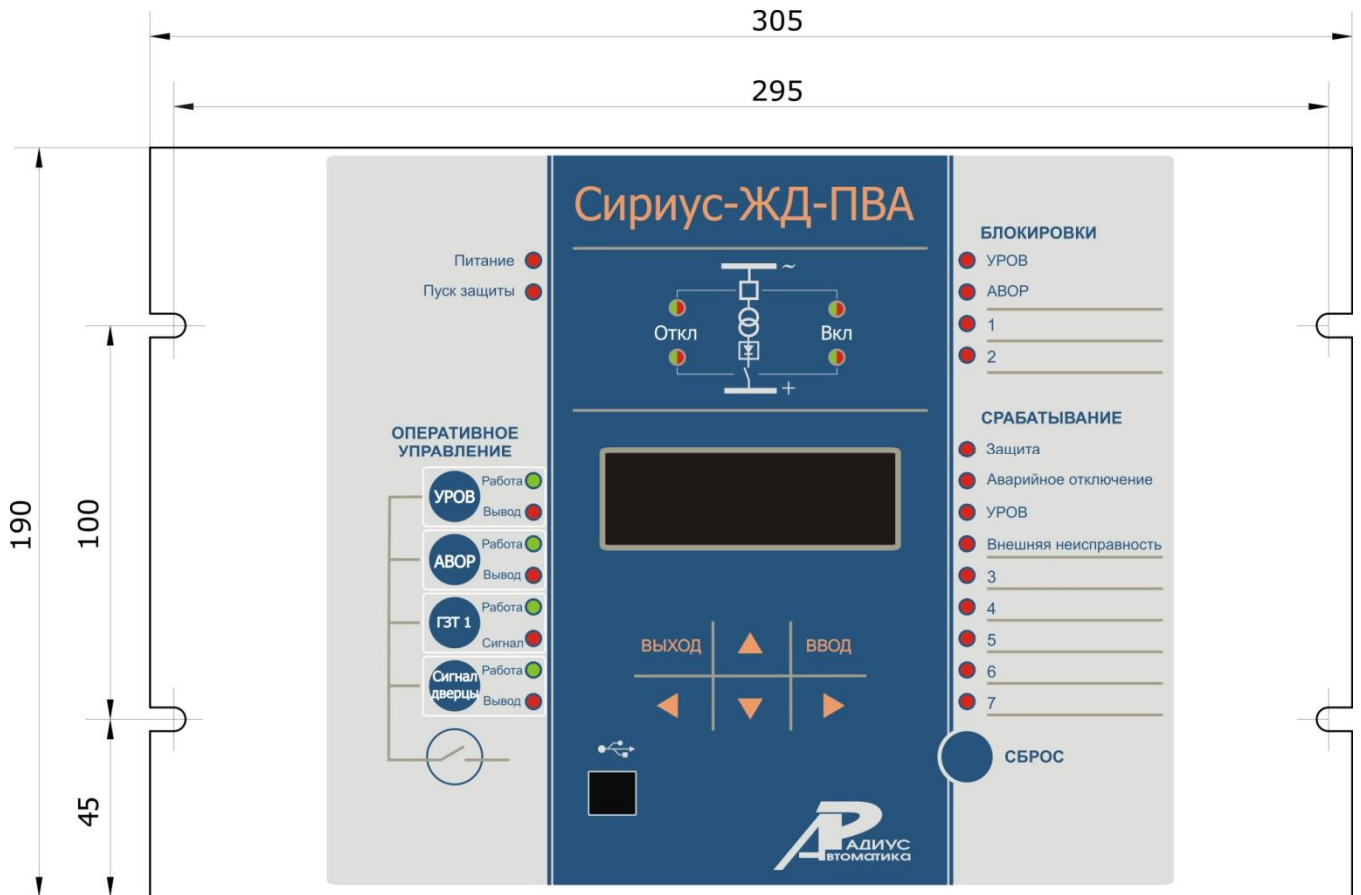 305
295
190
100
45
Сириус-ЖД-ПВА
Питание
Пуск защиты
~
Откл
Вкл
+
ОПЕРАТИВНОЕ
УПРАВЛЕНИЕ
УРОВ
Работа
Вывод
АВОР
Работа
Вывод
ГЗТ 1
Работа
Сигнал
Сигнал
дверцы
Работа
Вывод
ВЫХОД
ВВОД
БЛОКИРОВКИ
УРОВ
АВОР
1
2
СРАБАТЫВАНИЕ
Защита
Аварийное отключение
УРОВ
Внешняя неисправность
3
4
5
6
7
СБРОС
РАДИУС
Автоматика